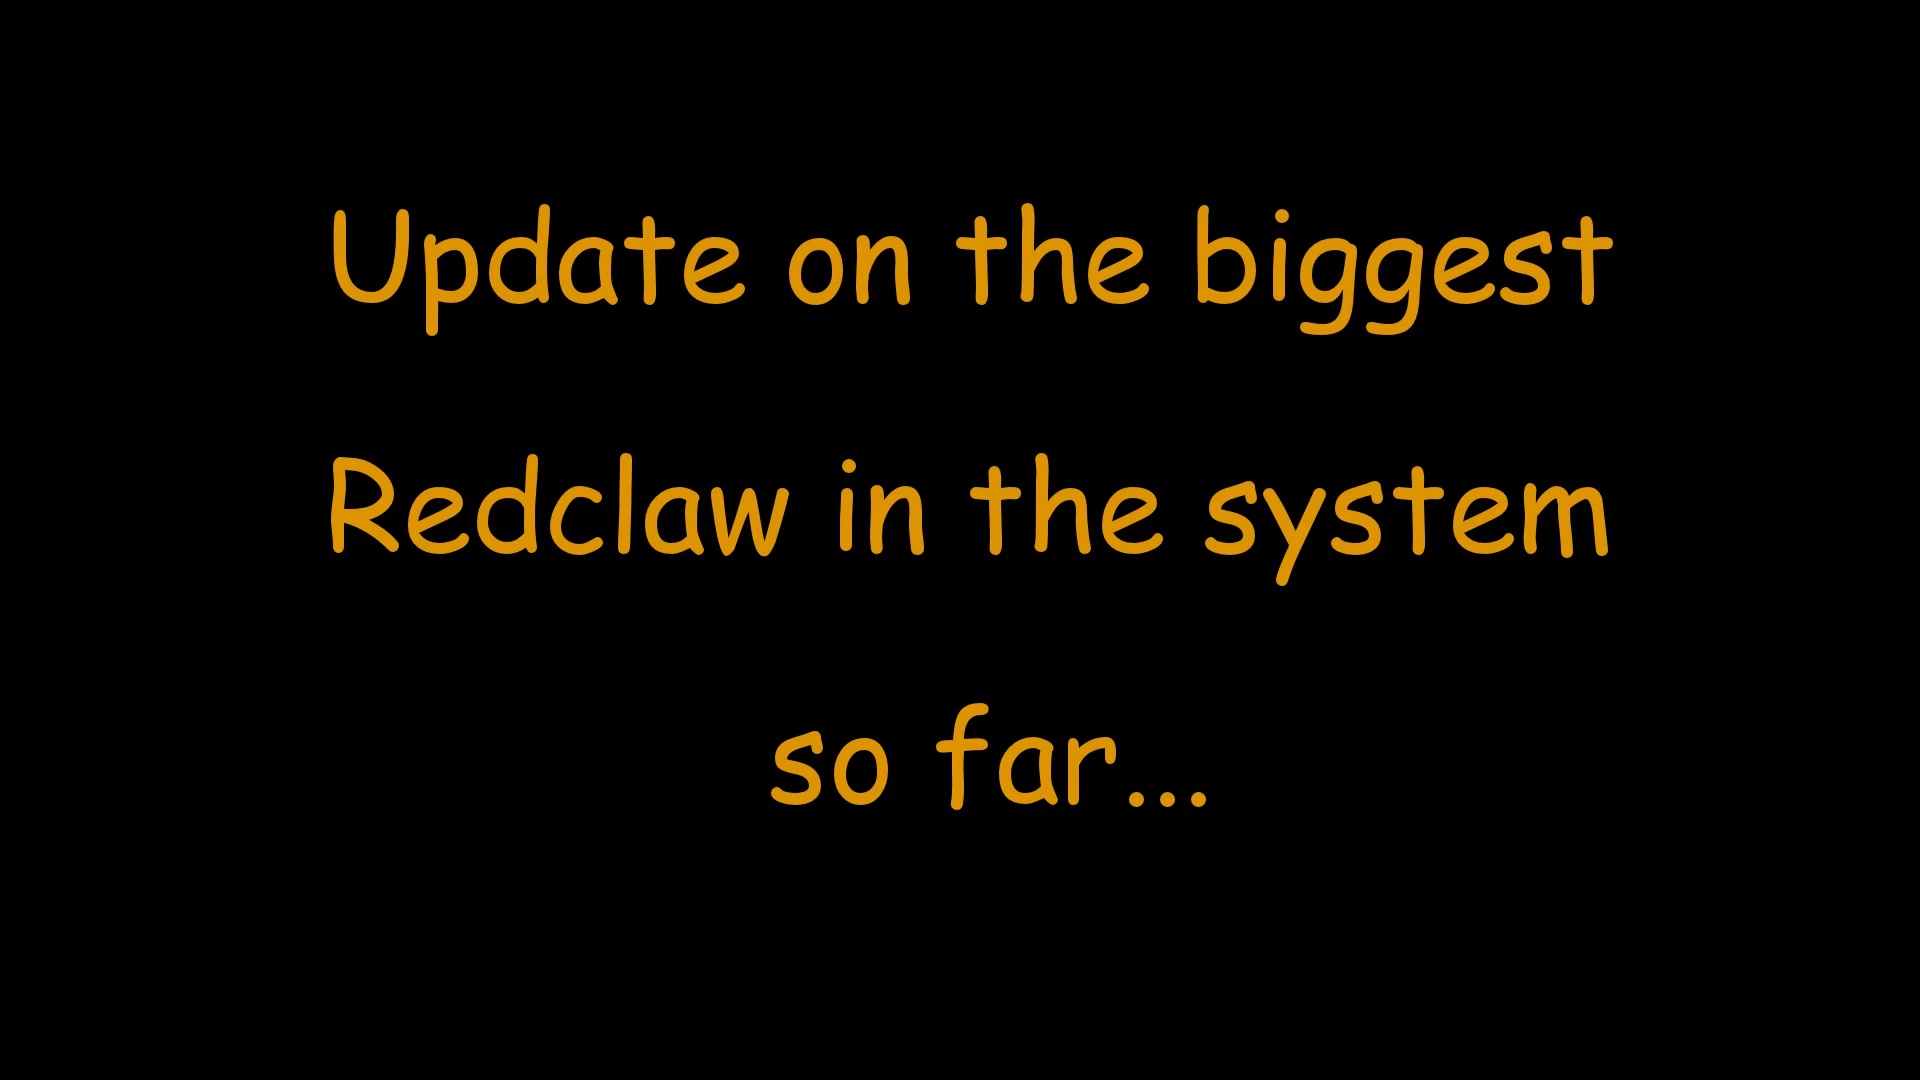 Update on the biggest
Redclaw in the system
so far...